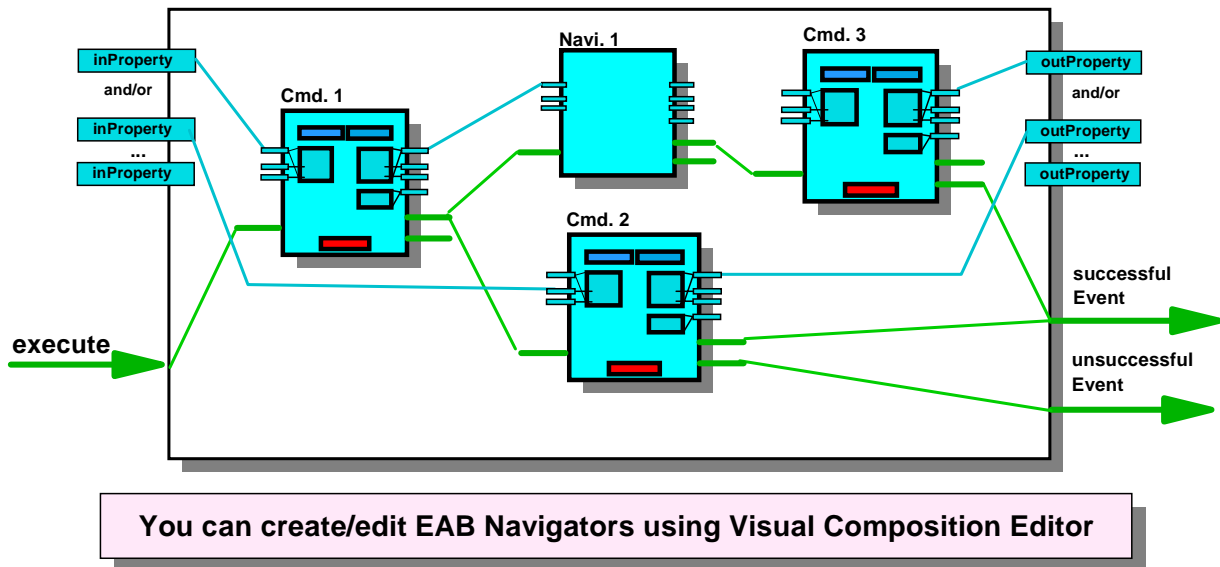 Navi. 1
Cmd. 3
inProperty
outProperty
and/or
and/or
Cmd. 1
inProperty
outProperty
...
...
inProperty
outProperty
Cmd. 2
successful
Event
execute
unsuccessful
Event
You can create/edit EAB Navigators using Visual Composition Editor